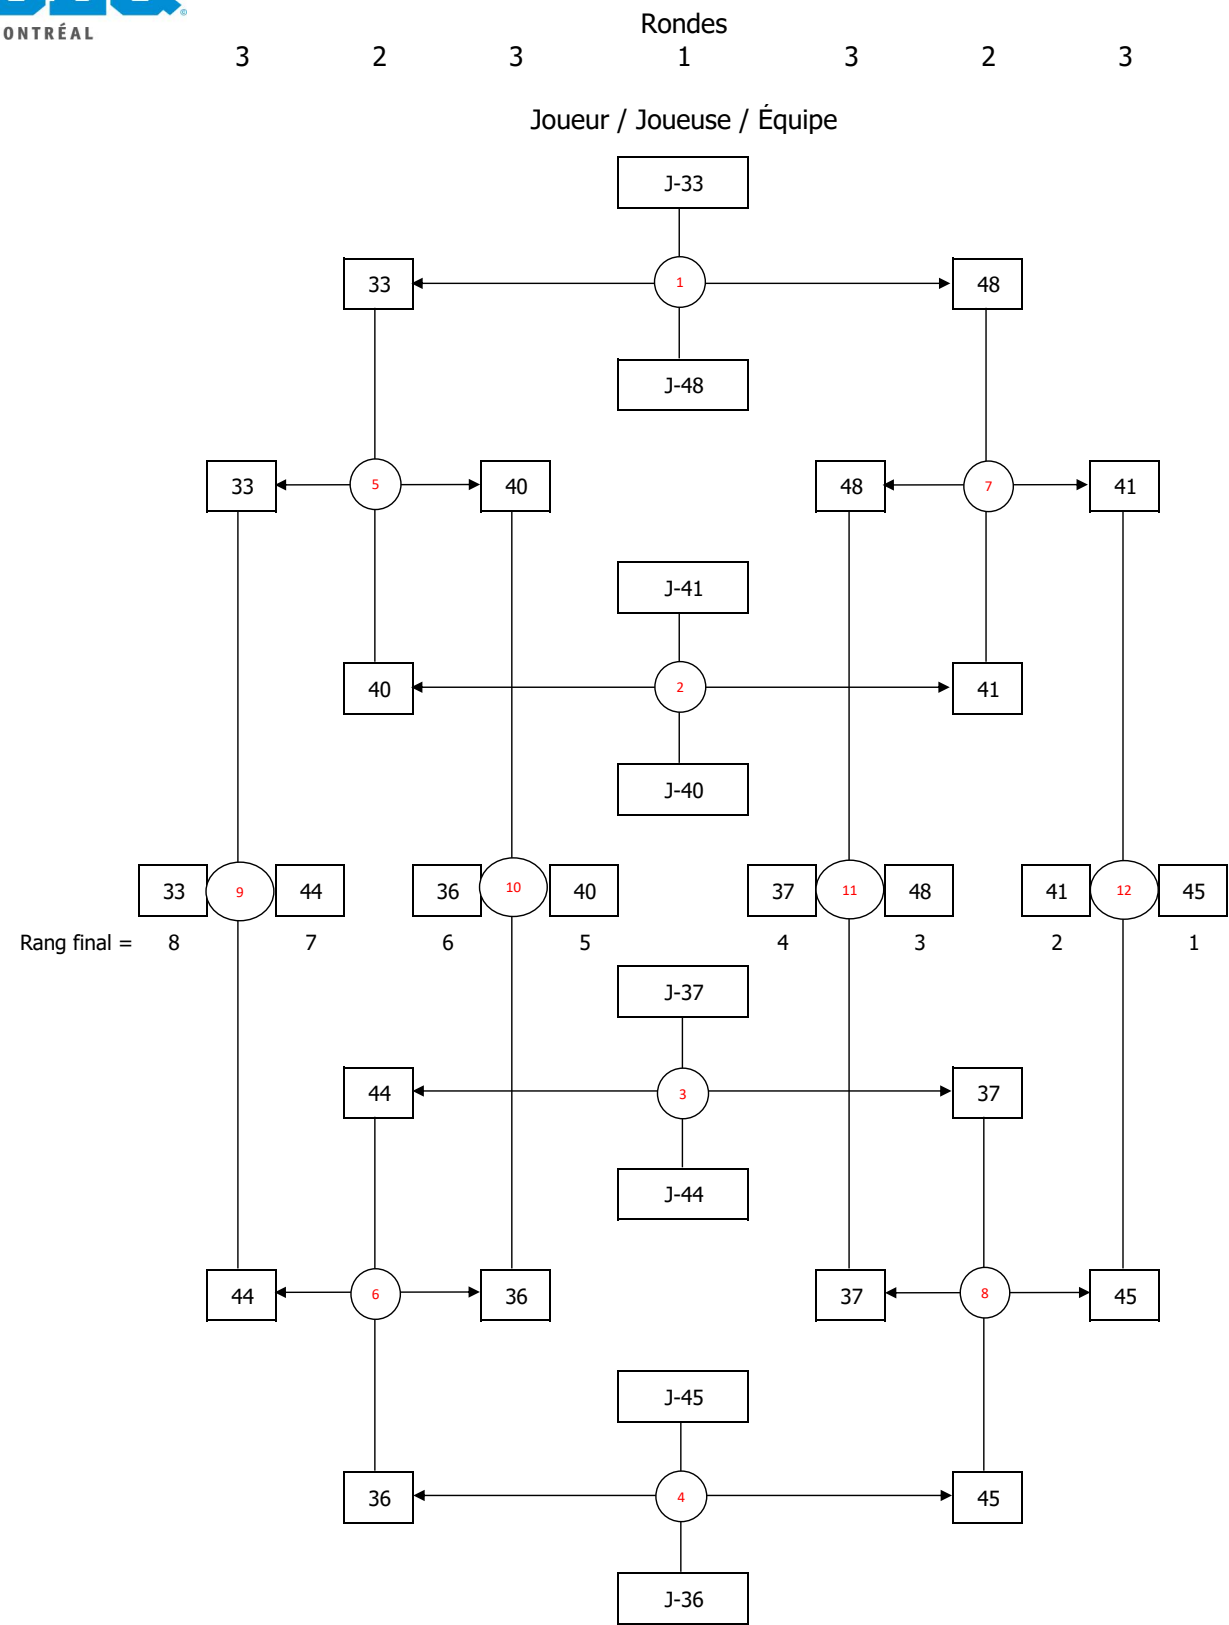 ONTRÉAL
Rondes
3 2 3 1 3 2 3
Joueur / Joueuse / Équipe
J-33
33 1 48
J-48
33 5 40 48 7 41
J-41
40 2 41
J-40
33 9 44 36 10 40 37 11 48 41 12 45
Rang final = 8 7 6 5 4 3 2 1
J-37
44 3 37
J-44
44 6 36 37 8 45
J-45
36 4 45
J-36